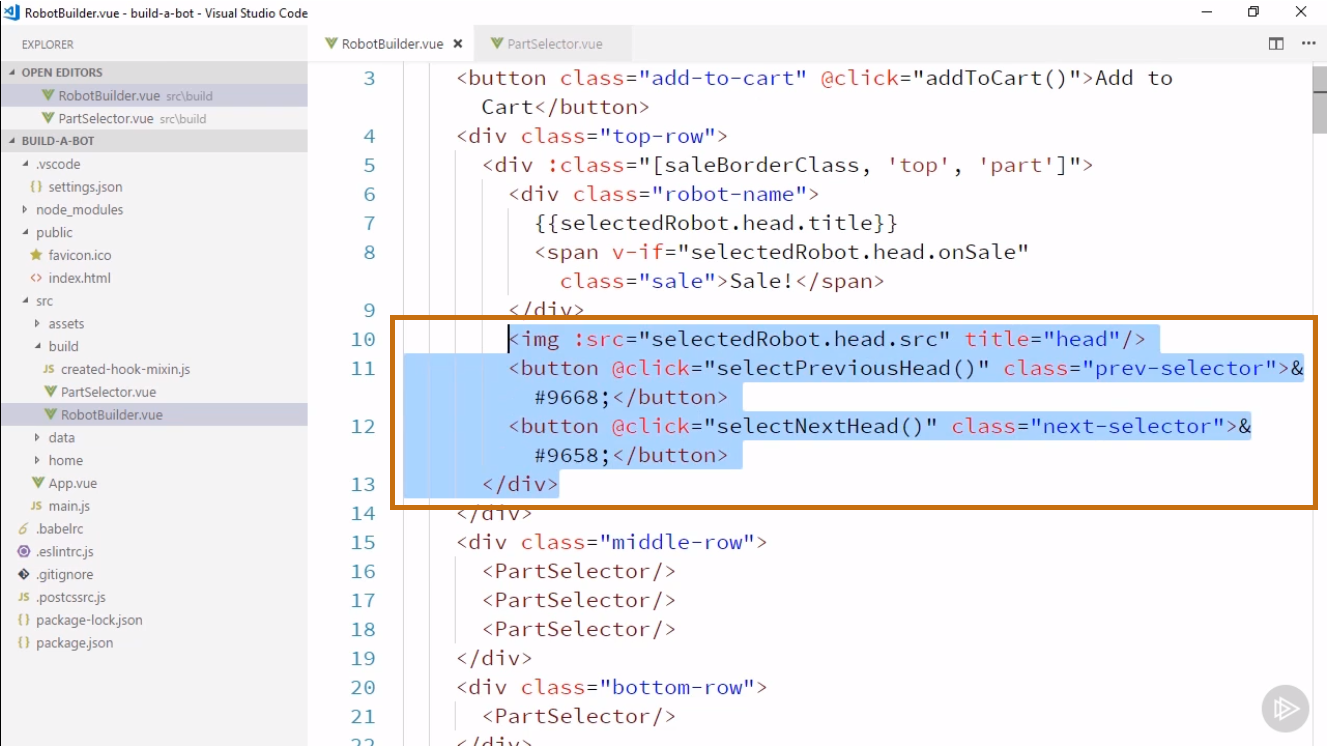 RobotBuilder.vue - build-a-bot - Visual Studio Code
EXPLORER
OPEN EDITORS
RobotBuilder.vue src\build
PartSelector.vue src\build
BUILD-A-BOT
.vscode
{} settings.json
node_modules
public
favicon.ico
<> index.html
src
assets
build
JS created-hook-mixin.js
PartSelector.vue
RobotBuilder.vue
data
home
App.vue
JS main.js
.babelrc
.eslintrc.js
.gitignore
JS .postcssrc.js
{} package-lock.json
{} package.json
RobotBuilder.vue
PartSelector.vue
3 <button class="add-to-cart" @click="addToCart()">Add to
Cart</button>
4 <div class="top-row">
5 <div :class="[saleBorderClass, 'top', 'part']">
6 <div class="robot-name">
7 {{selectedRobot.head.title}}
8 <span v-if="selectedRobot.head.onSale"
class="sale">Sale!</span>
9 </div>
10 <img :src="selectedRobot.head.src" title="head"/>
11 <button @click="selectPreviousHead()" class="prev-selector">&
#9668;</button>
12 <button @click="selectNextHead()" class="next-selector">&
#9658;</button>
13 </div>
14 </div>
15 <div class="middle-row">
16 <PartSelector/>
17 <PartSelector/>
18 <PartSelector/>
19 </div>
20 <div class="bottom-row">
21 <PartSelector/>
22 </div>